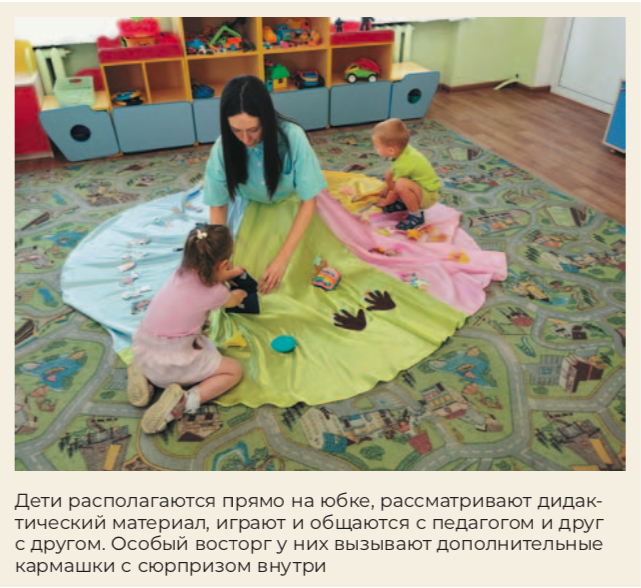 Дети располагаются прямо на юбке, рассматривают дидак-
тический материал, играют и общаются с педагогом и друг
с другом. Особый восторг у них вызывают дополнительные
кармашки с сюрпризом внутри